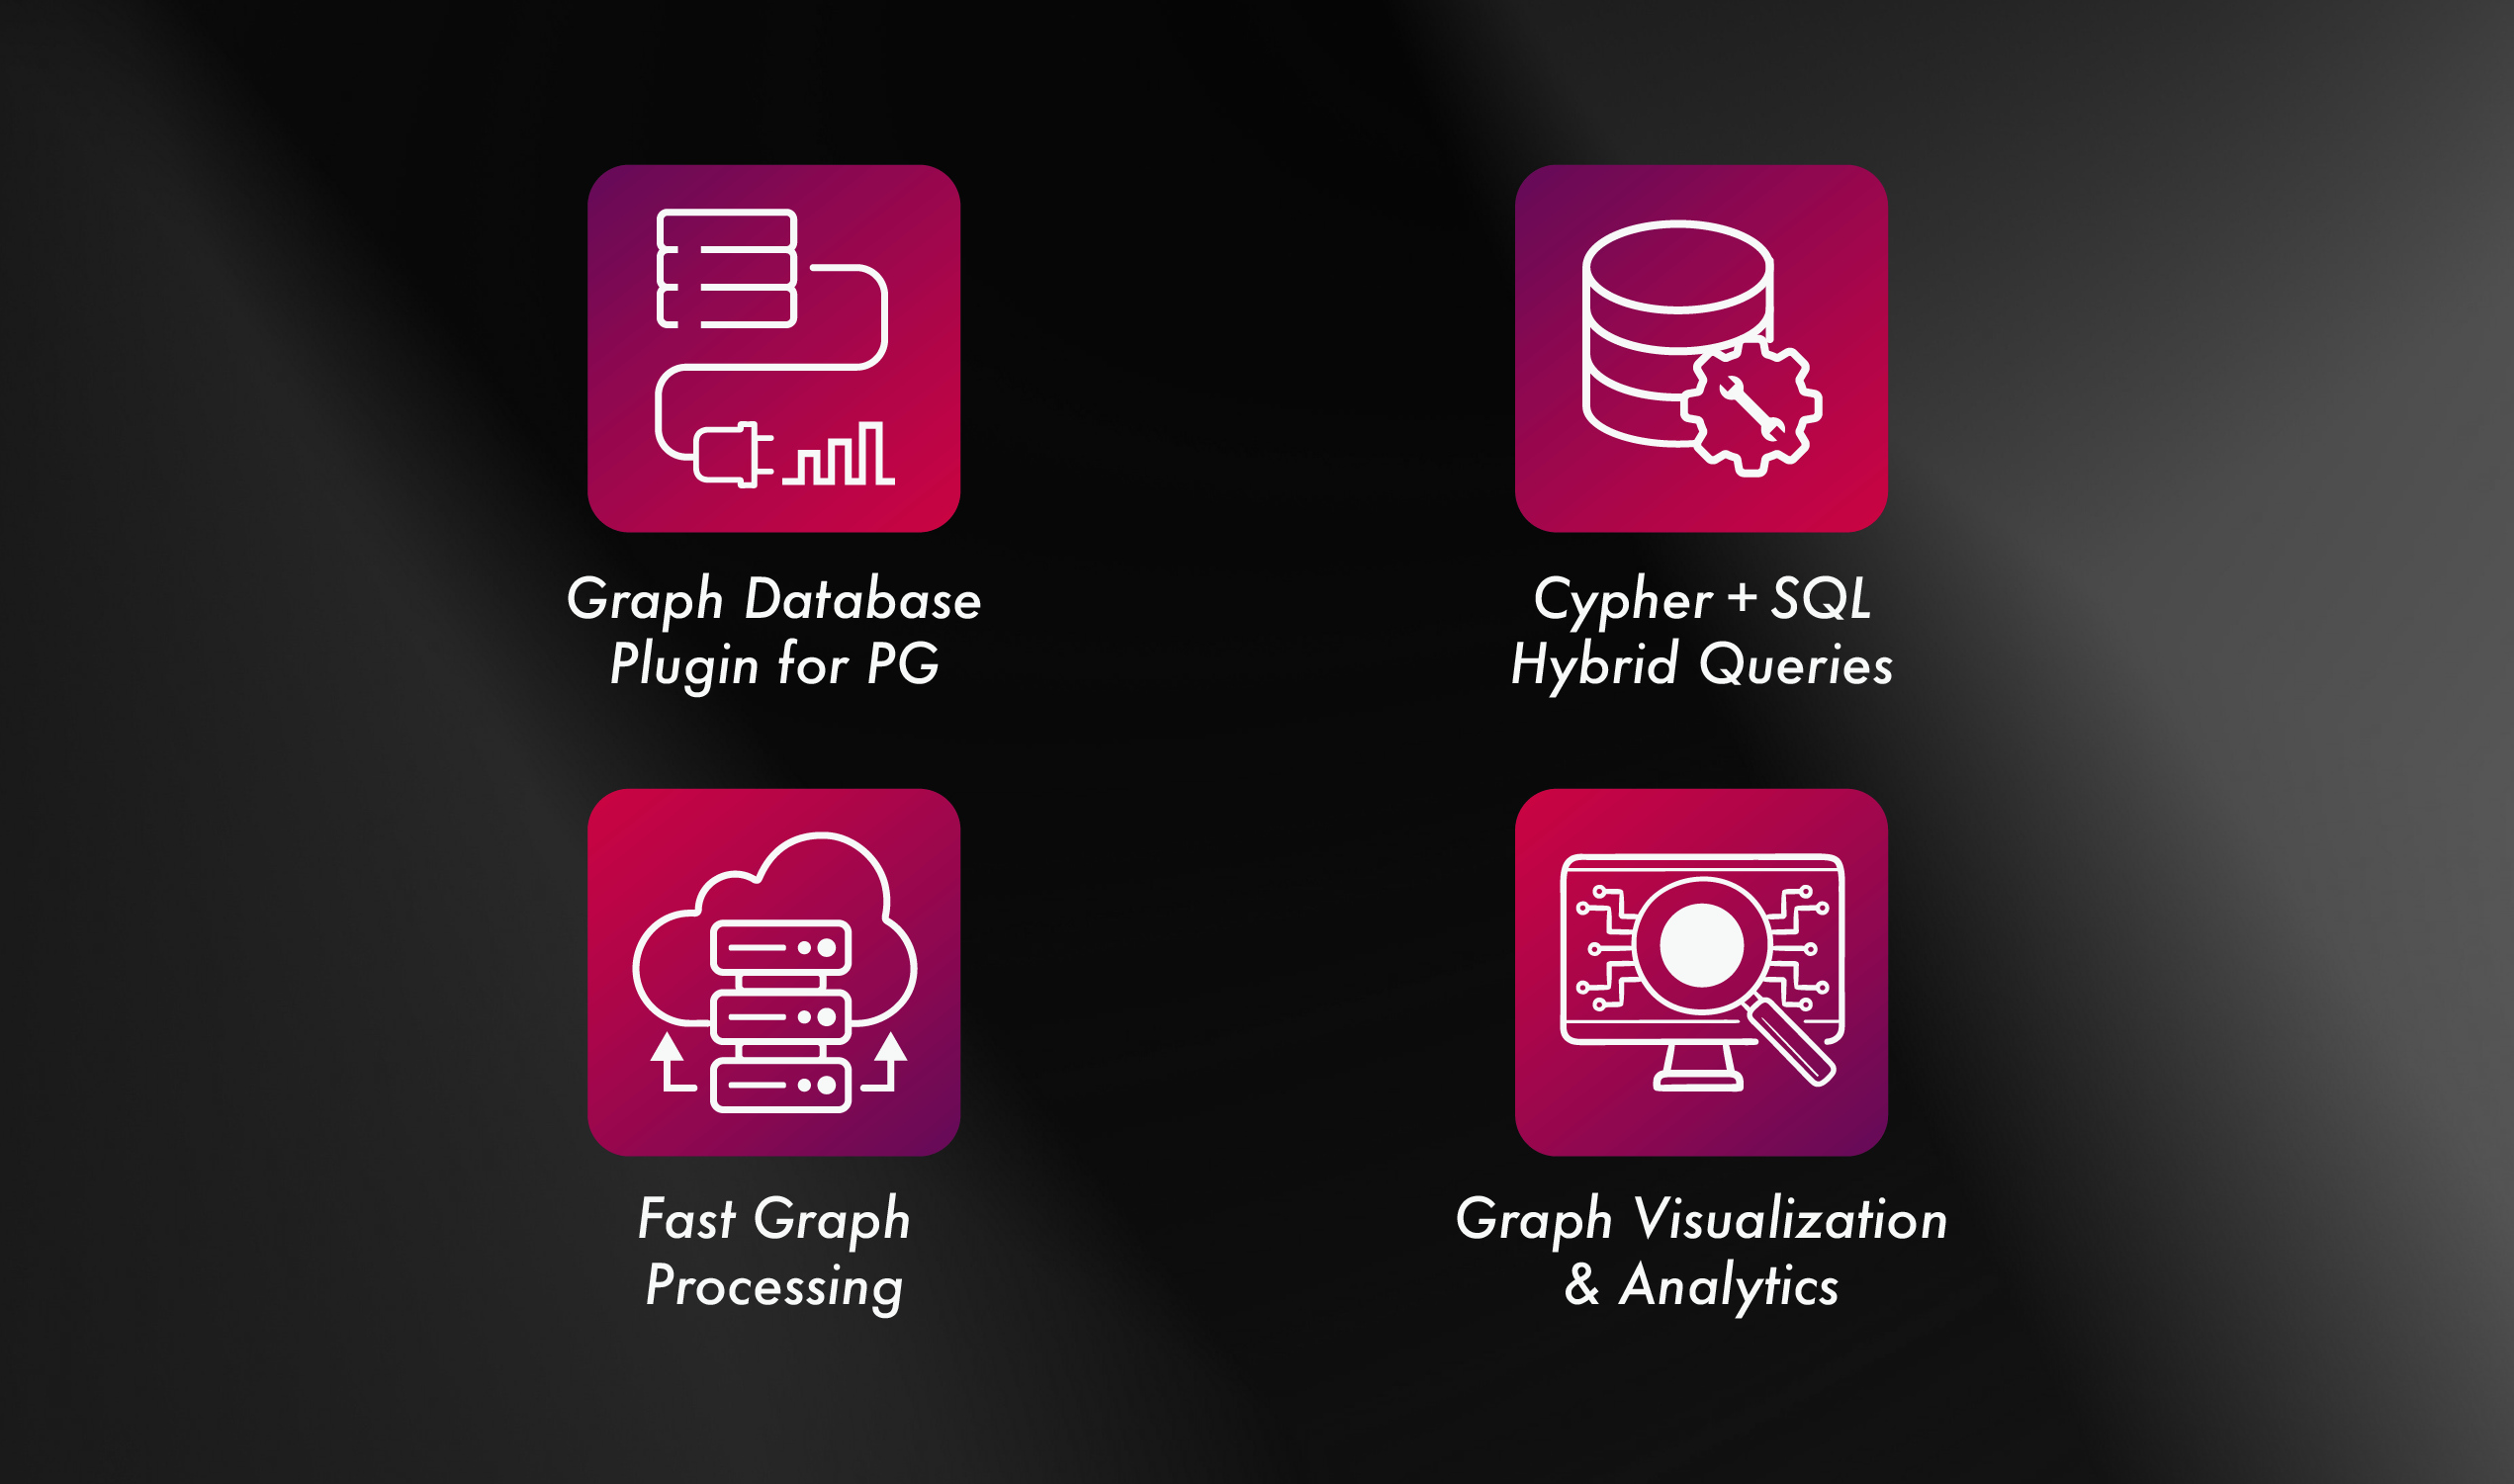 Graph Database
Plugin for PG
Cypher + SQL
Hybrid Queries
Fast Graph
Processing
Graph Visualization
& Analytics